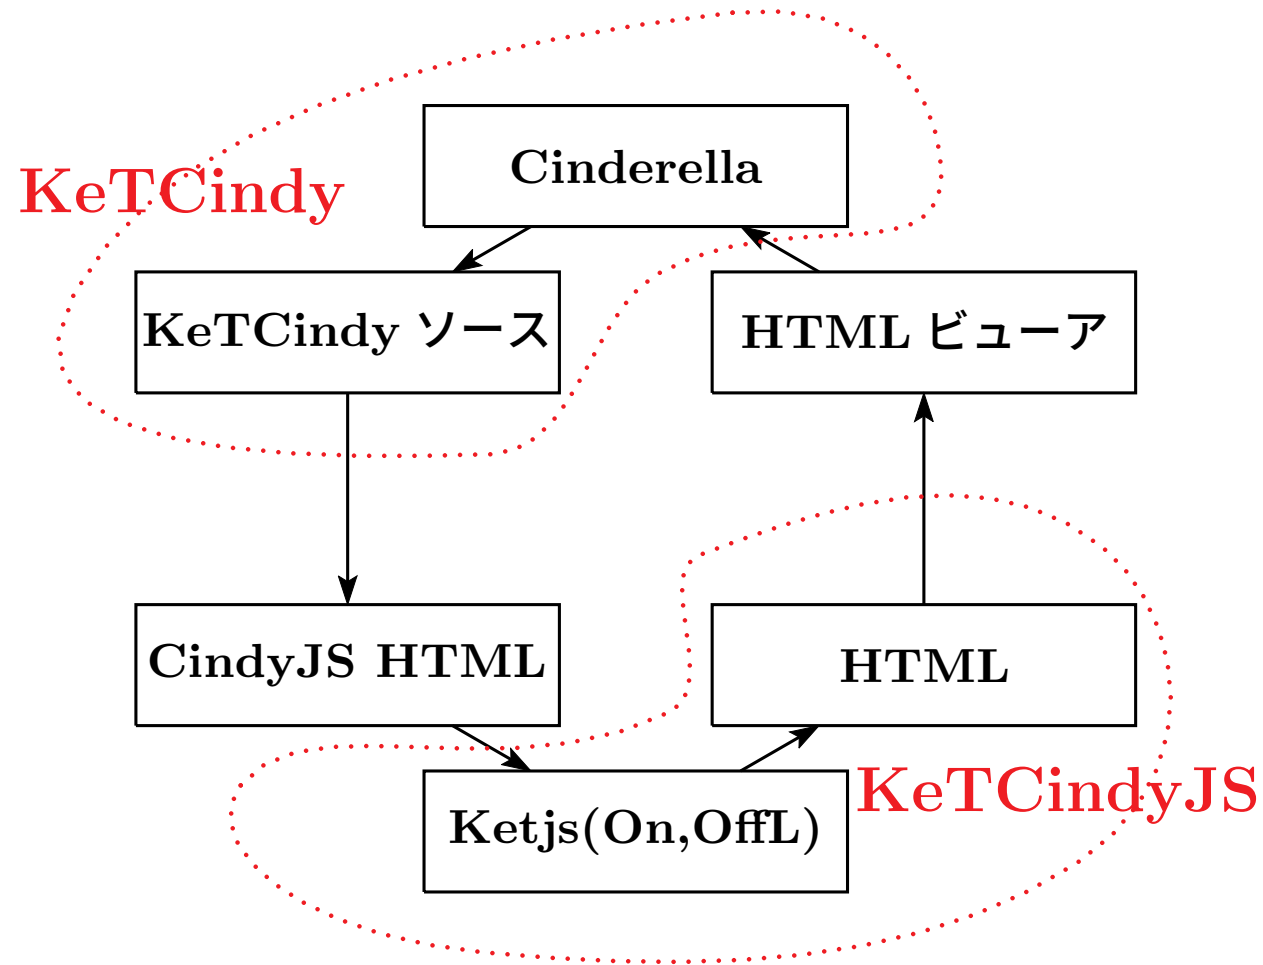 Cinderella
KeTCindy
KeTCindy ソース
HTML ビューア
CindyJS HTML
HTML
KeTCindyJS
Ketjs(On,OffL)